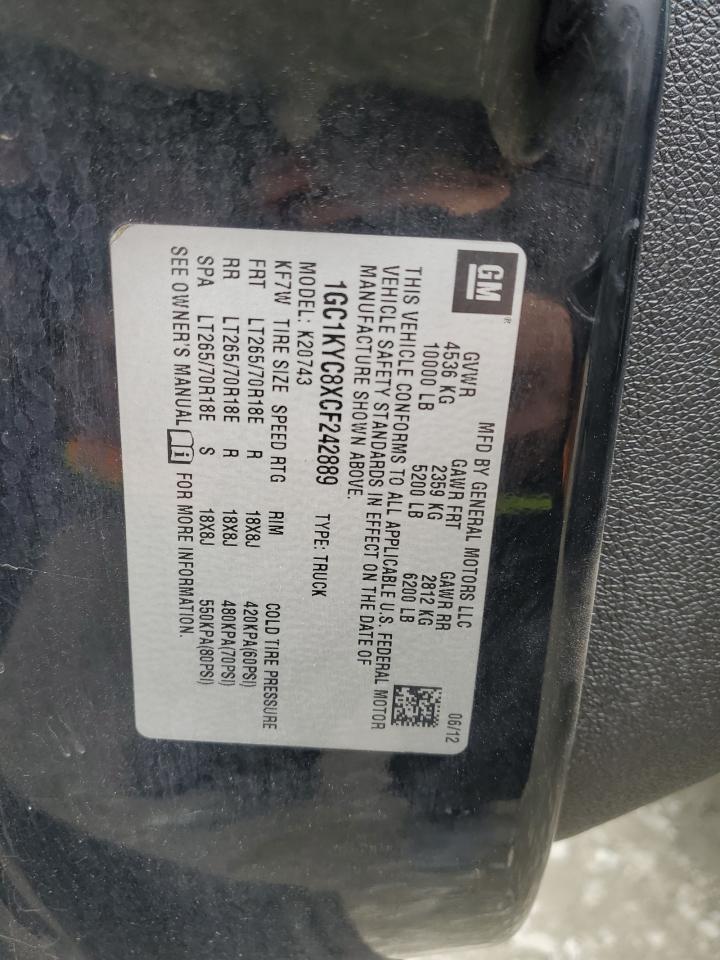 GM®
MFD BY GENERAL MOTORS LLC 06/12
GVWR GAWR FRT GAWR RR
4536 KG 2359 KG 2812 KG
10000 LB 5200 LB 6200 LB
THIS VEHICLE CONFORMS TO ALL APPLICABLE U.S. FEDERAL MOTOR
VEHICLE SAFETY STANDARDS IN EFFECT ON THE DATE OF
MANUFACTURE SHOWN ABOVE.
1GC1KYC8XCF242889 TYPE: TRUCK
MODEL: K20743
KF7W TIRE SIZE SPEED RTG RIM COLD TIRE PRESSURE
FRT LT265/70R18E R 18X8J 420KPA(60PSI)
RR LT265/70R18E R 18X8J 480KPA(70PSI)
SPA LT265/70R18E S 18X8J 550KPA(80PSI)
SEE OWNER'S MANUAL FOR MORE INFORMATION.